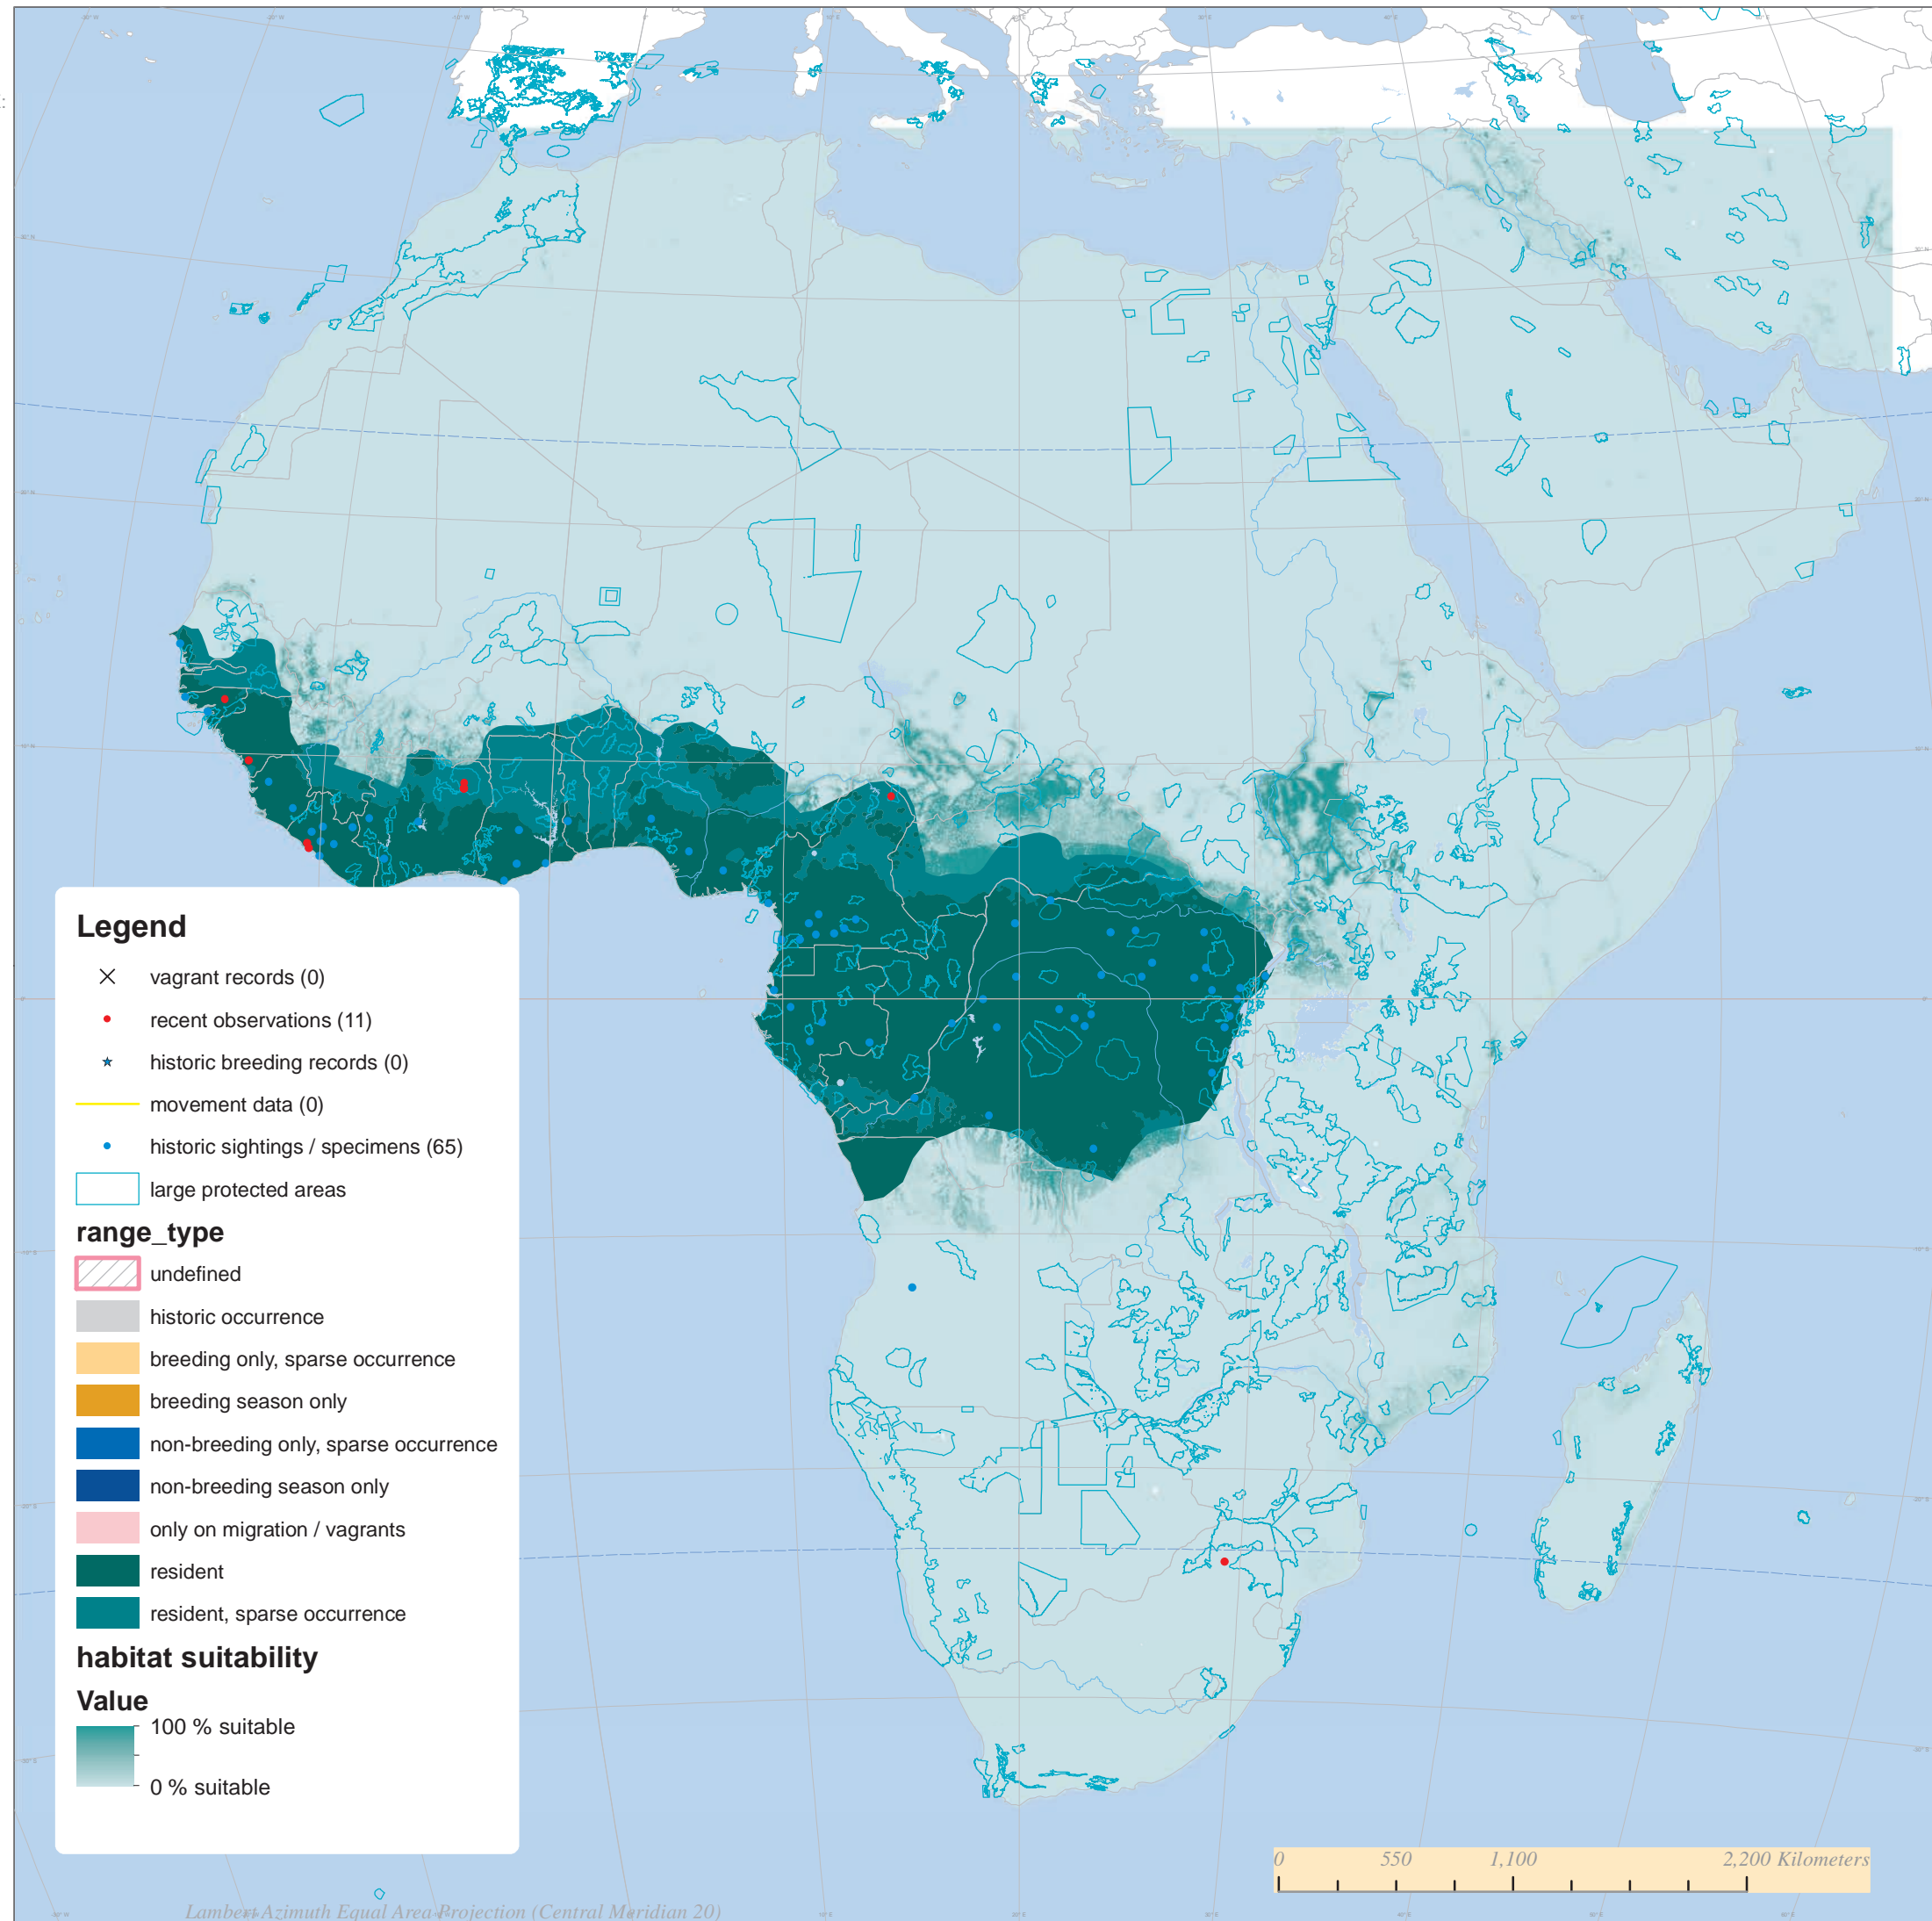 Legend
vagrant records (0)
recent observations (11)
historic breeding records (0)
movement data (0)
historic sightings / specimens (65)
large protected areas
range_type
undefined
historic occurrence
breeding only, sparse occurrence
breeding season only
non-breeding only, sparse occurrence
non-breeding season only
only on migration / vagrants
resident
resident, sparse occurrence
habitat suitability
Value
100 % suitable
0 % suitable
0 550 1,100 2,200 Kilometers
Lambert Azimuth Equal Area Projection (Central Meridian 20)